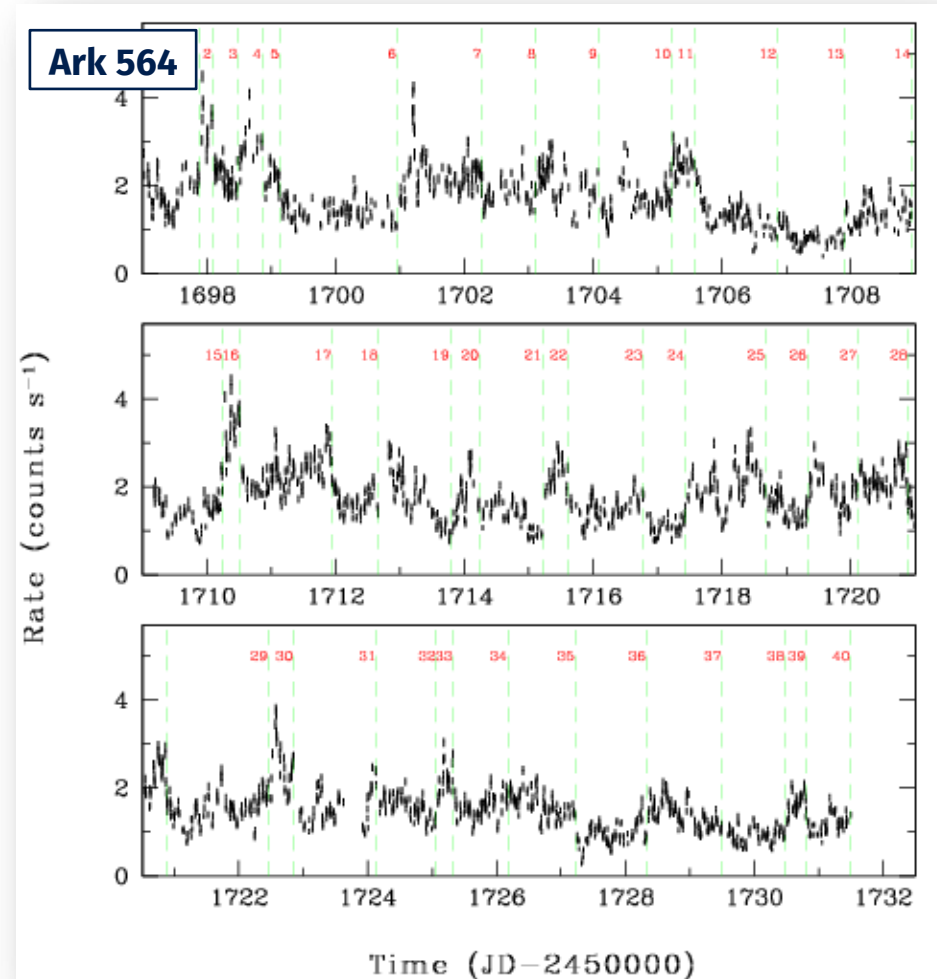 Ark 564
2 3 4 5 6 7 8 9 10 11 12 13 14
4
2
0
1698 1700 1702 1704 1706 1708
15 16 17 18 19 20 21 22 23 24 25 26 27 28
4
2
0
1710 1712 1714 1716 1718 1720
29 30 31 32 33 34 35 36 37 38 39 40
4
2
0
1722 1724 1726 1728 1730 1732
Rate (counts s⁻¹)
Time (JD−2450000)